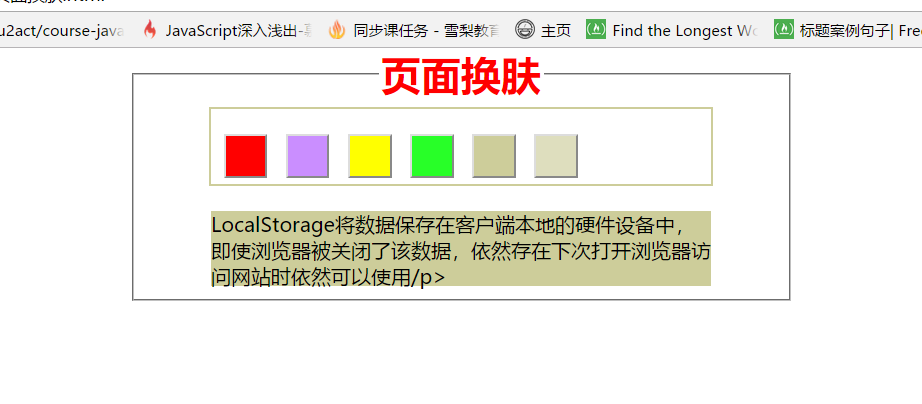 u2act/course-java
JavaScript深入浅出-
同步课任务 - 雪梨教育
主页
Find the Longest Wo
标题案例句子| Free
页面换肤
LocalStorage将数据保存在客户端本地的硬件设备中，
即使浏览器被关闭了该数据，依然存在下次打开浏览器访
问网站时依然可以使用/p>